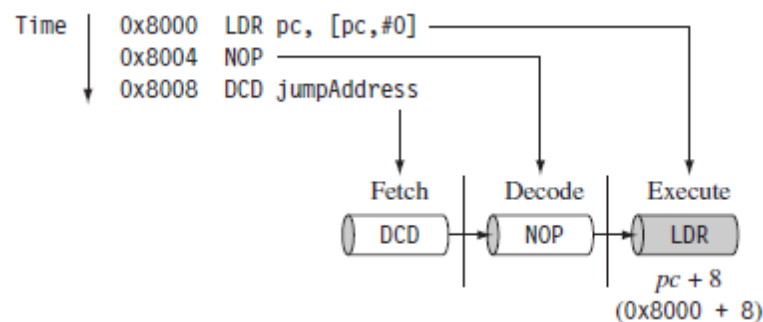 Time 0x8000 LDR pc, [pc,#0]
0x8004 NOP
0x8008 DCD jumpAddress
Fetch Decode Execute
DCD NOP LDR
pc + 8
(0x8000 + 8)